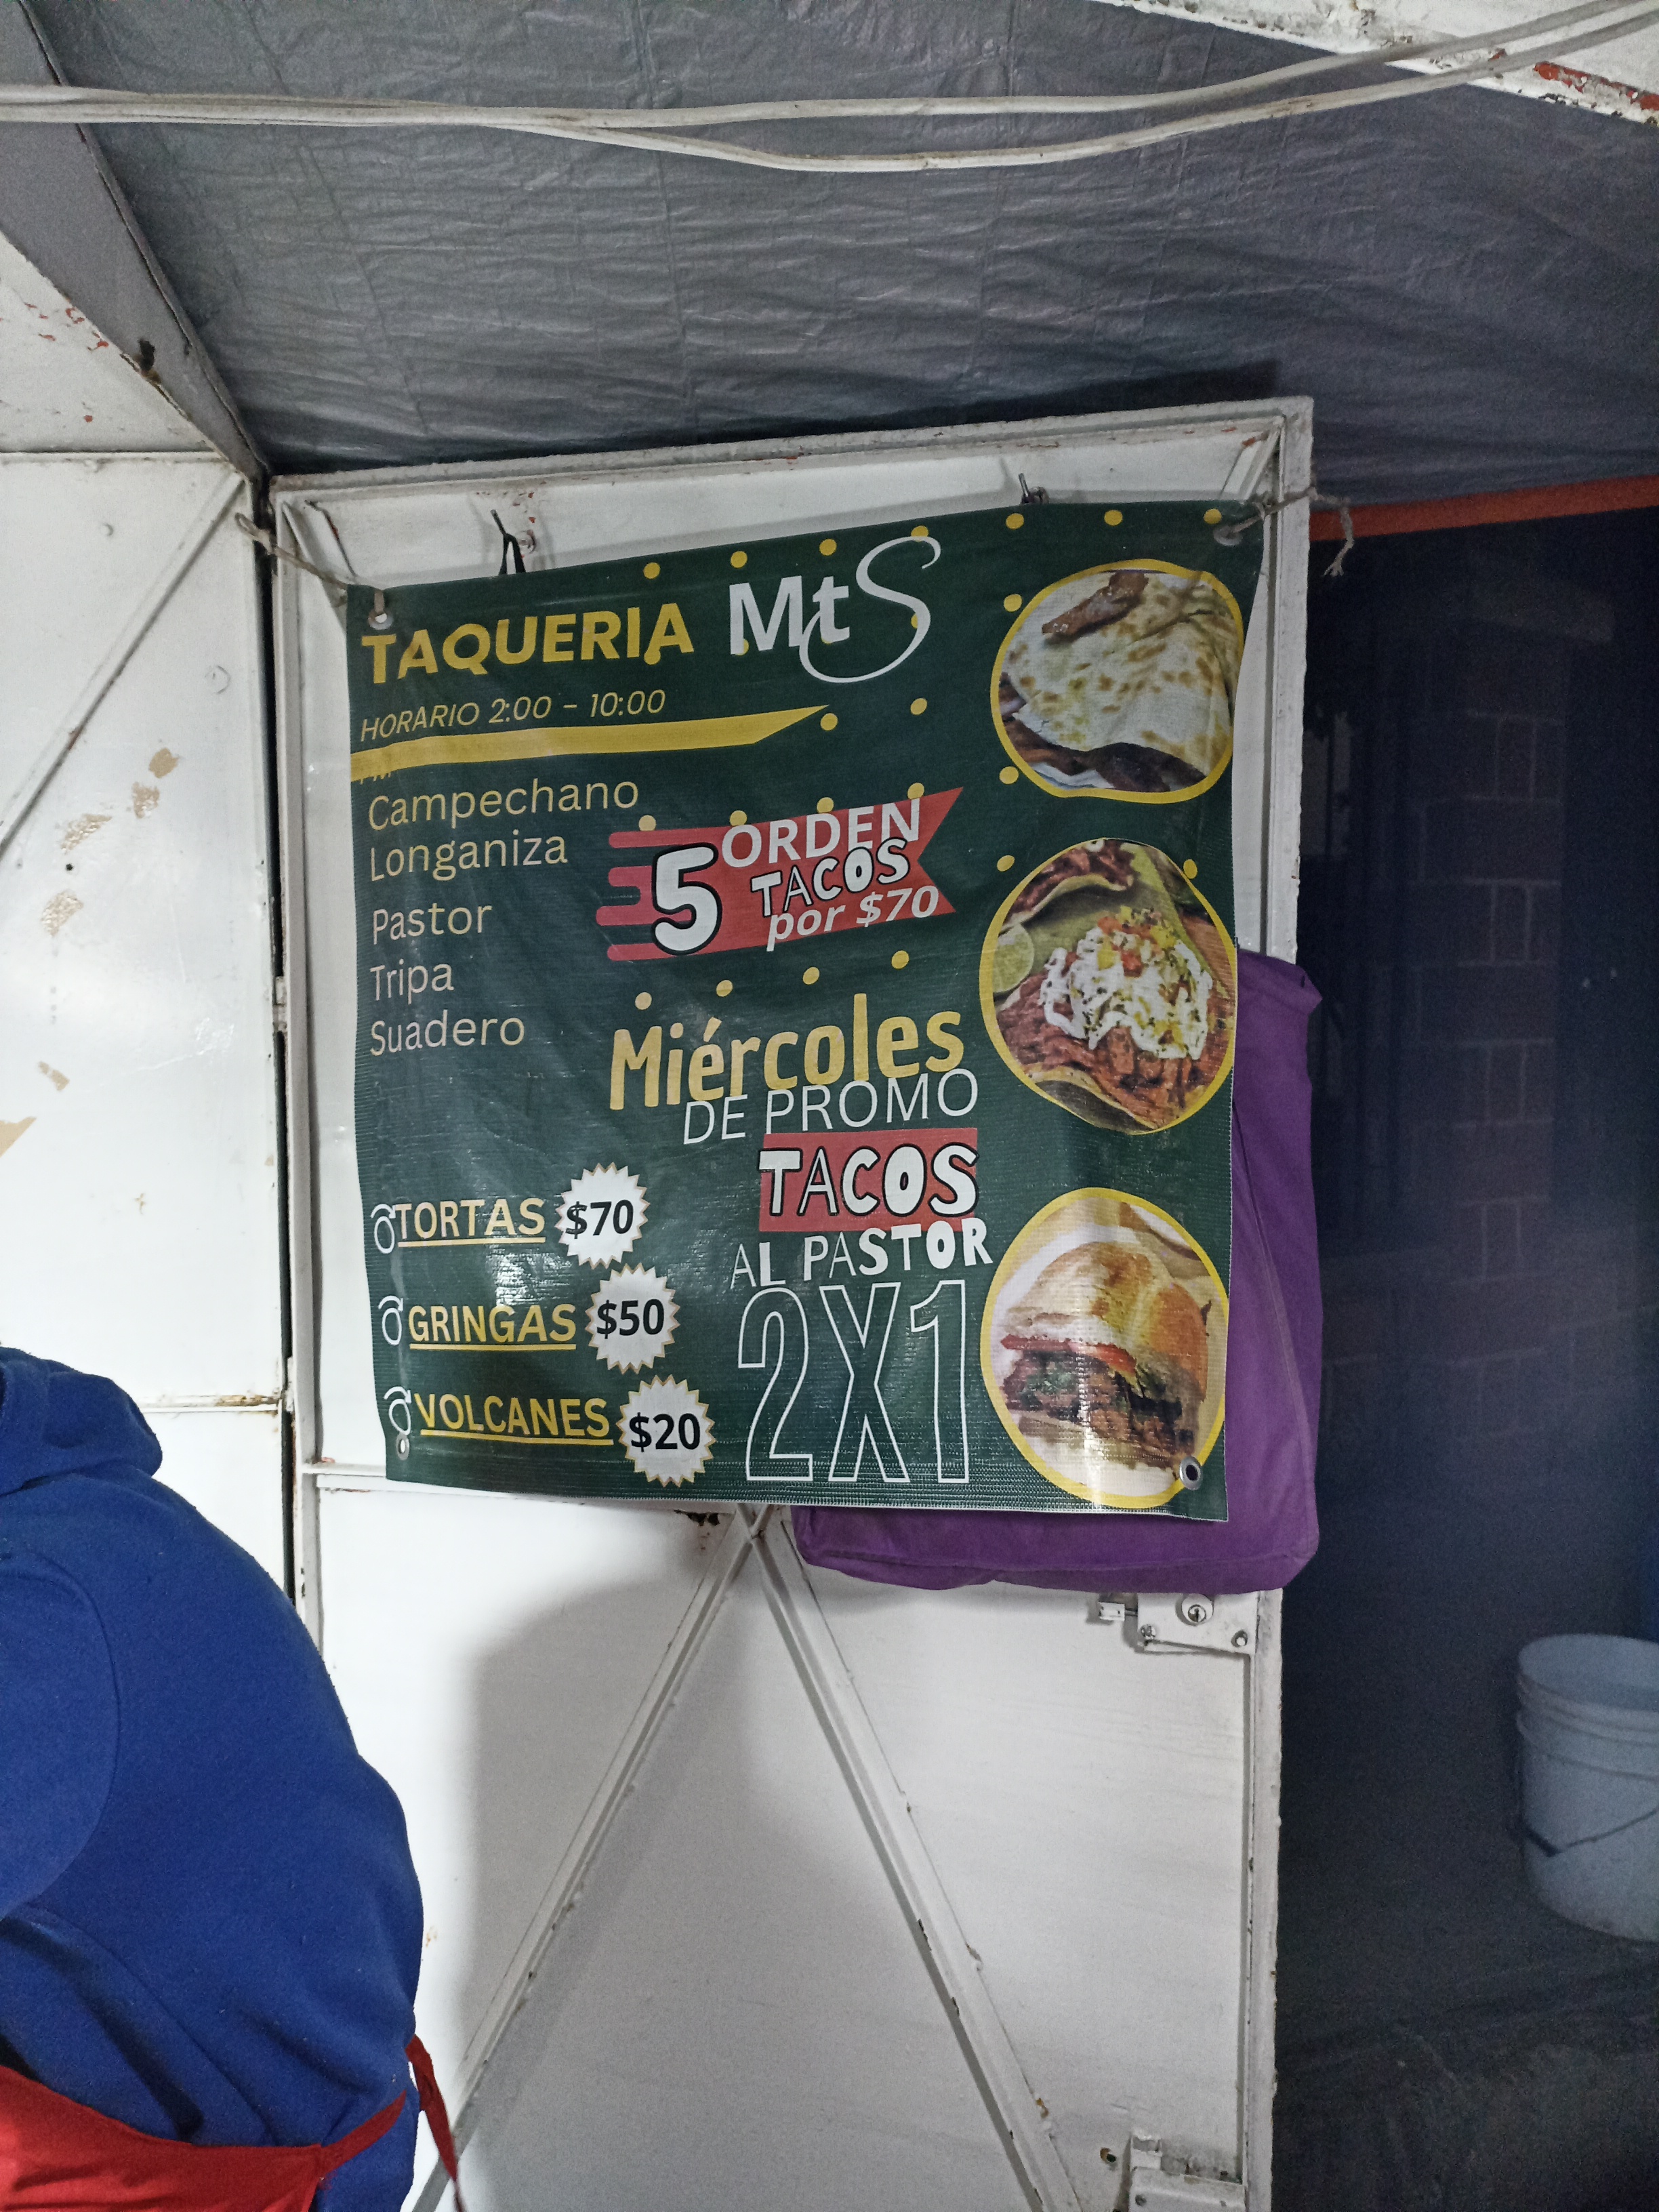 TAQUERIA MtS
HORARIO 2:00 - 10:00
PM
Campechano
Longaniza
Pastor
Tripa
Suadero
5 ORDEN
TACOS
por $70
Miércoles
DE PROMO
TACOS
AL PASTOR
2X1
TORTAS $70
GRINGAS $50
VOLCANES $20